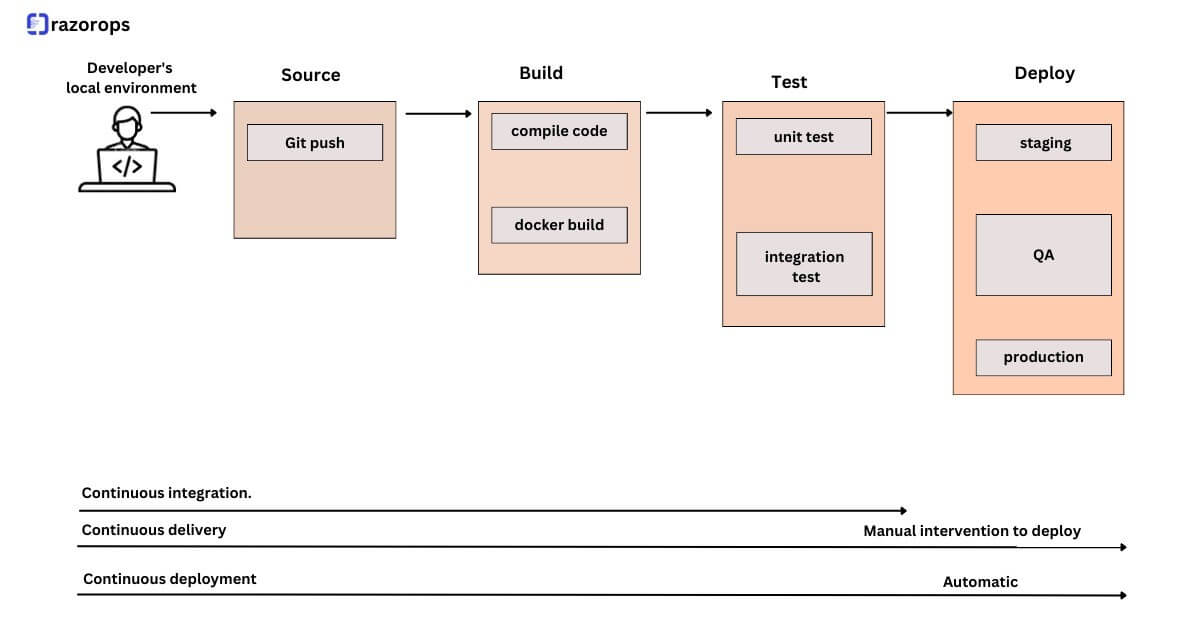 razorops
Developer's
local environment
</>
Source
Git push
Build
compile code
docker build
Test
unit test
integration
test
Deploy
staging
QA
production
Continuous integration.
Continuous delivery
Manual intervention to deploy
Continuous deployment
Automatic